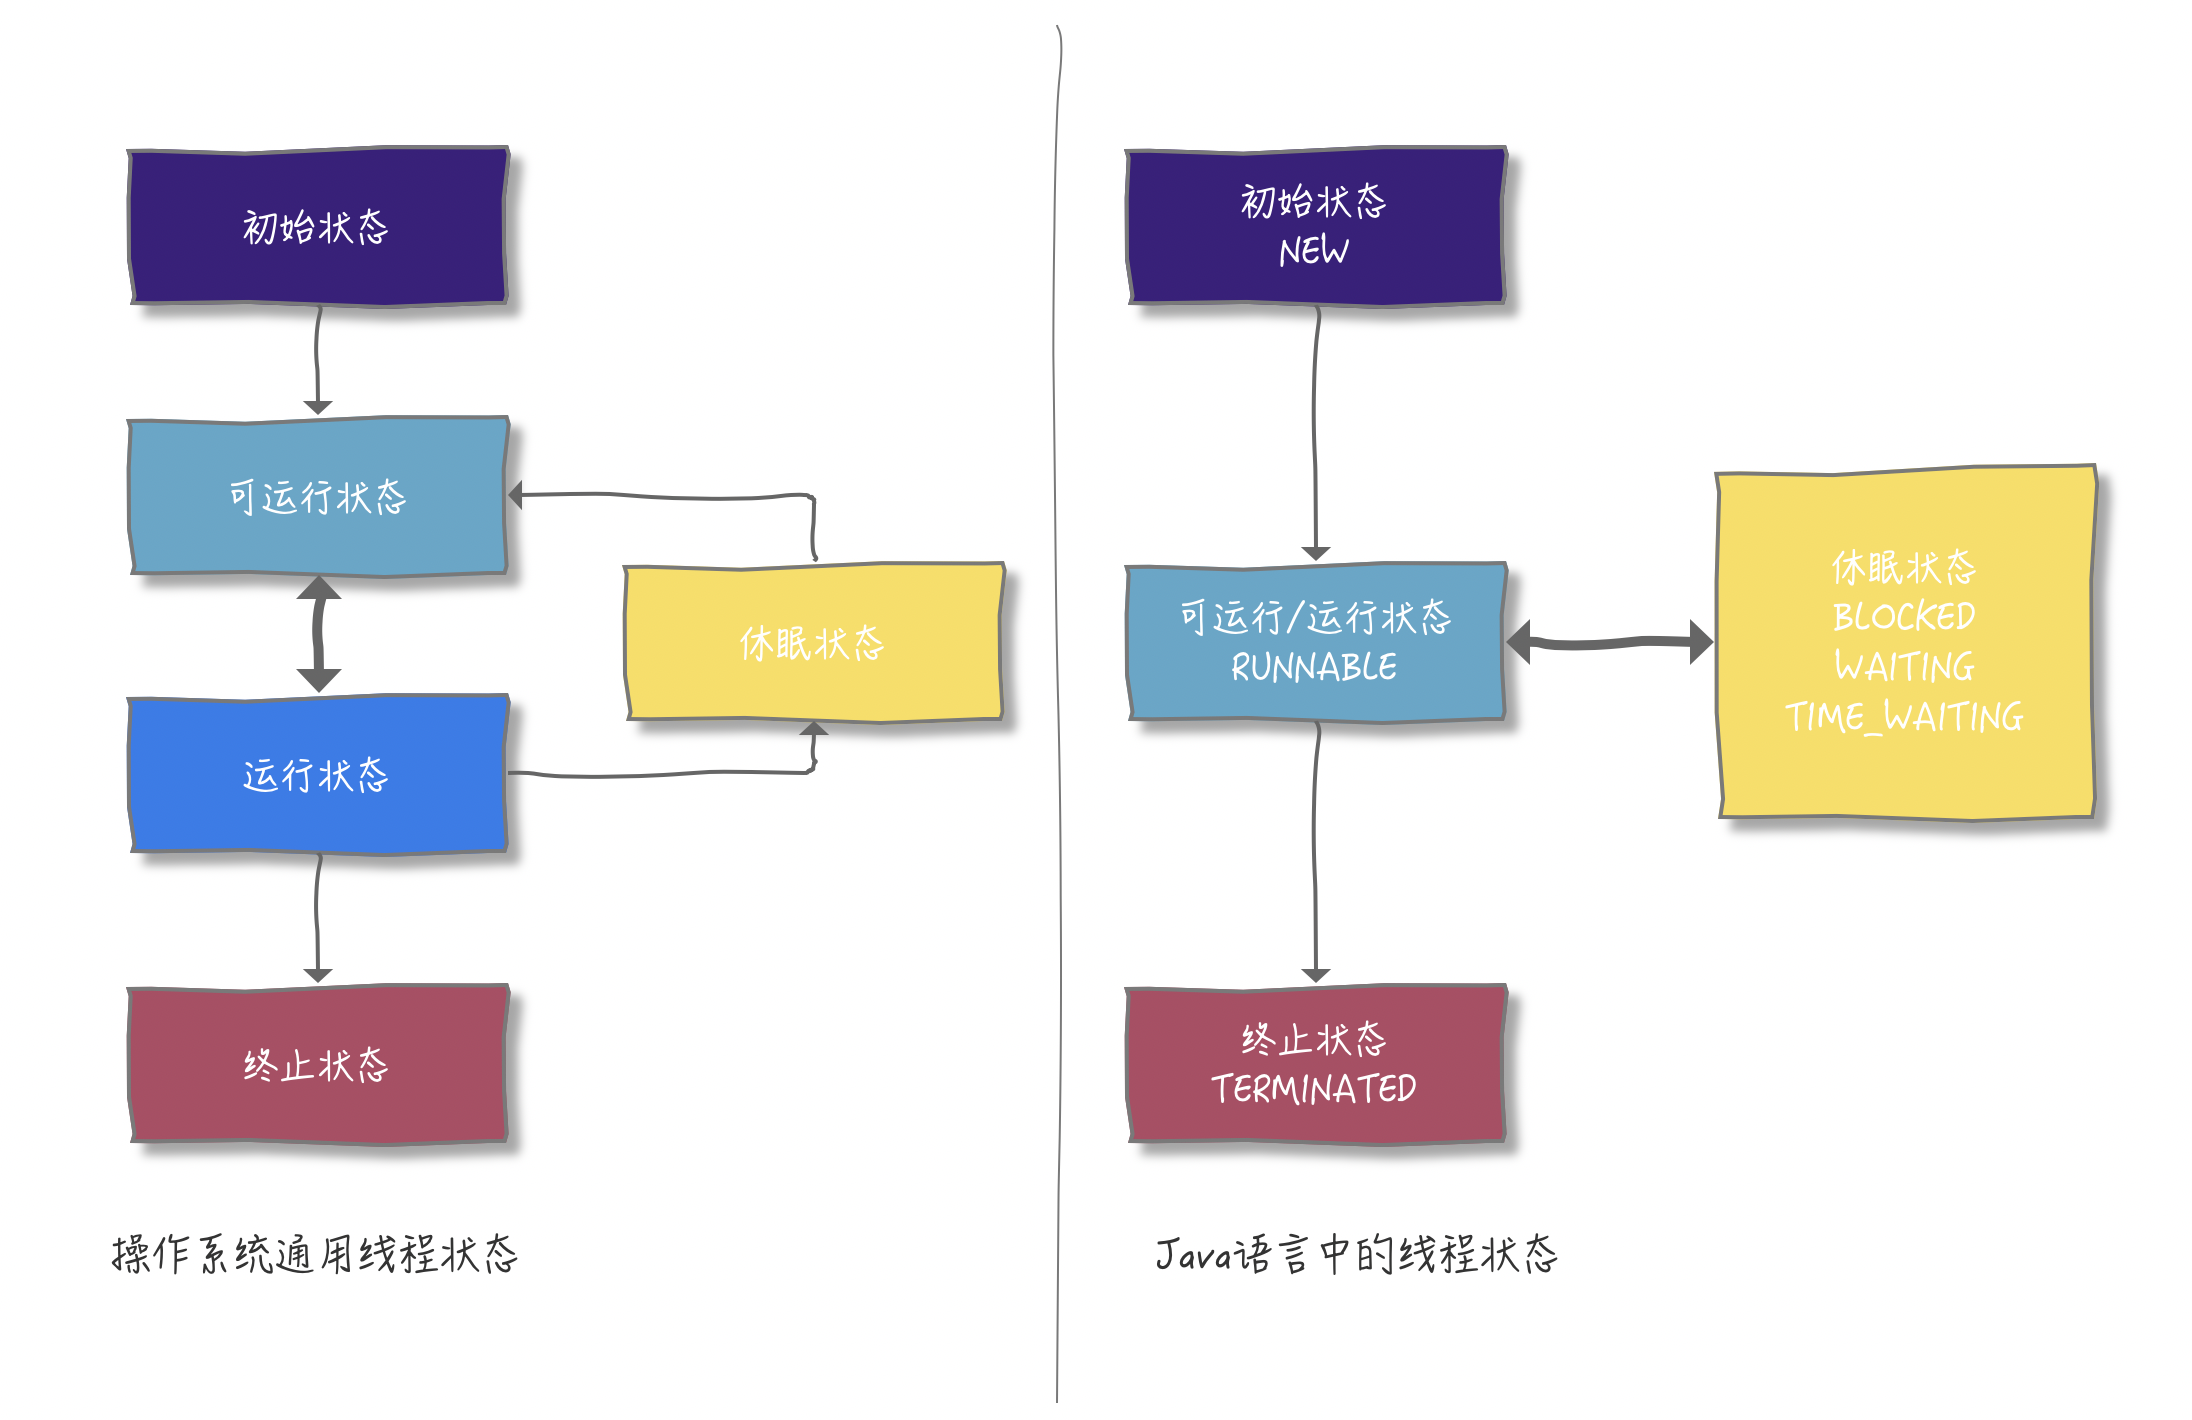 初始状态
可运行状态
休眠状态
运行状态
终止状态
操作系统通用线程状态
初始状态
NEW
可运行/运行状态
RUNNABLE
休眠状态
BLOCKED
WAITING
TIME_WAITING
终止状态
TERMINATED
Java语言中的线程状态